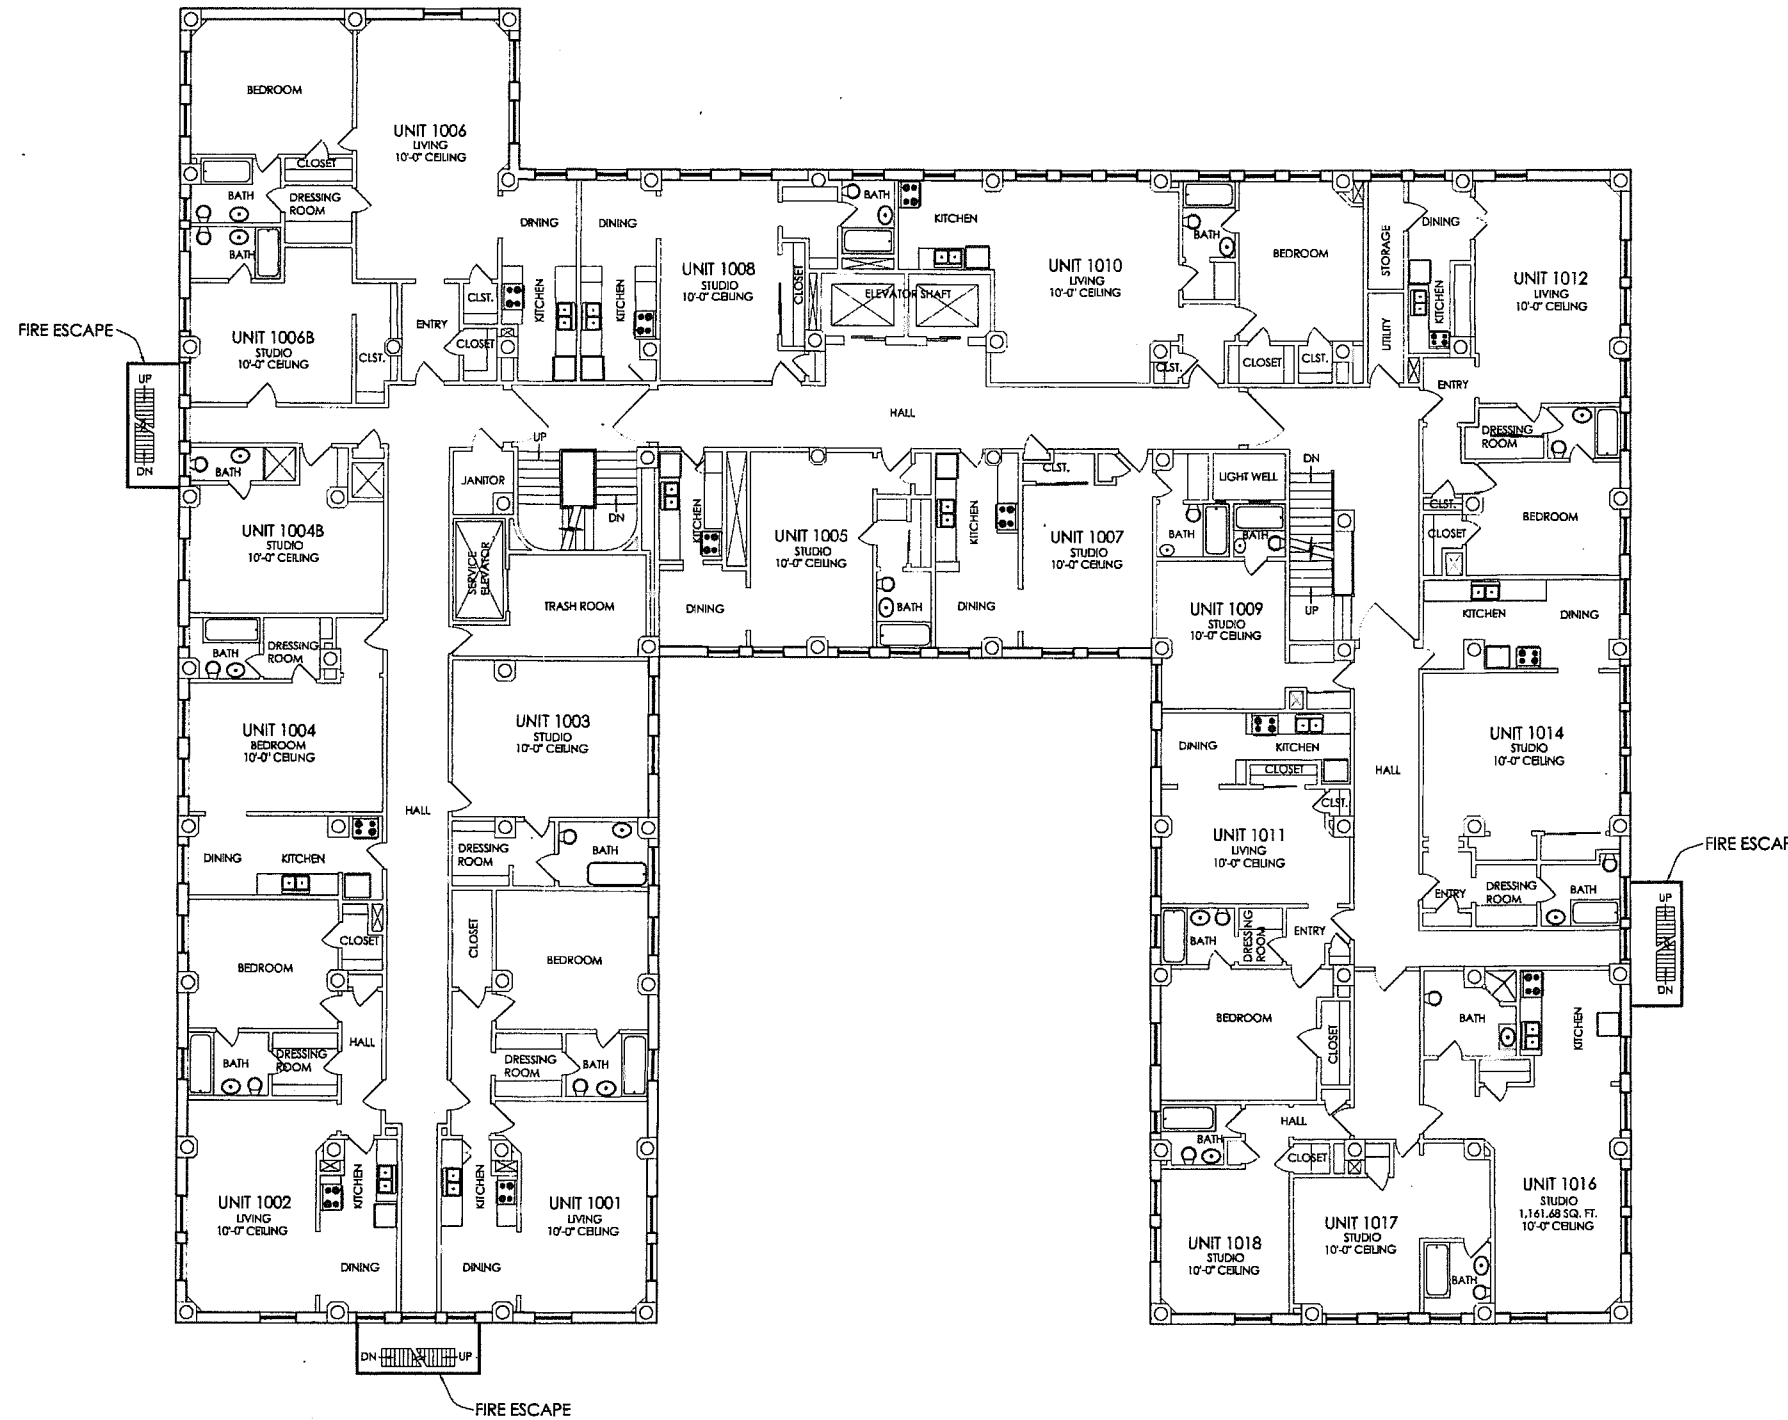 BEDROOM
UNIT 1006
LIVING
10'-0" CEILING
CLOSET
BATH
DRESSING
ROOM
BATH
DINING
DINING
BATH
KITCHEN
BATH
BEDROOM
STORAGE
DINING
UNIT 1008
STUDIO
10'-0" CEILING
CLOSET
UNIT 1010
LIVING
10'-0" CEILING
UNIT 1012
LIVING
10'-0" CEILING
CLST.
KITCHEN
KITCHEN
ELEVATOR SHAFT
KITCHEN
FIRE ESCAPE
UNIT 1006B
STUDIO
10'-0" CEILING
ENTRY
CLOSET
CLST.
UTILITY
CLOSET
CLST.
CLST.
ENTRY
UP
DN
HALL
UP
DRESSING
ROOM
BATH
JANITOR
DN
CLST.
LIGHT WELL
DN
CLST.
BEDROOM
UNIT 1004B
STUDIO
10'-0" CEILING
KITCHEN
UNIT 1005
STUDIO
10'-0" CEILING
KITCHEN
UNIT 1007
STUDIO
10'-0" CEILING
BATH
BATH
CLOSET
SERVICE
ELEVATOR
TRASH ROOM
DINING
BATH
DINING
UNIT 1009
STUDIO
10'-0" CEILING
UP
KITCHEN
DINING
BATH
DRESSING
ROOM
UNIT 1004
BEDROOM
10'-0" CEILING
UNIT 1003
STUDIO
10'-0" CEILING
DINING
KITCHEN
CLOSET
UNIT 1014
STUDIO
10'-0" CEILING
HALL
HALL
CLST.
UNIT 1011
LIVING
10'-0" CEILING
FIRE ESCAP
DINING
KITCHEN
DRESSING
ROOM
BATH
ENTRY
DRESSING
ROOM
BATH
UP
DN
CLOSET
CLOSET
BEDROOM
BEDROOM
BATH
DRESSING
ROOM
ENTRY
BEDROOM
CLOSET
BATH
KITCHEN
HALL
BATH
DRESSING
ROOM
DRESSING
ROOM
BATH
HALL
BATH
CLOSET
KITCHEN
KITCHEN
UNIT 1002
LIVING
10'-0" CEILING
UNIT 1001
LIVING
10'-0" CEILING
UNIT 1016
STUDIO
1,161.68 SQ. FT.
10'-0" CEILING
UNIT 1017
STUDIO
10'-0" CEILING
UNIT 1018
STUDIO
10'-0" CEILING
BATH
DINING
DINING
DN
UP
FIRE ESCAPE